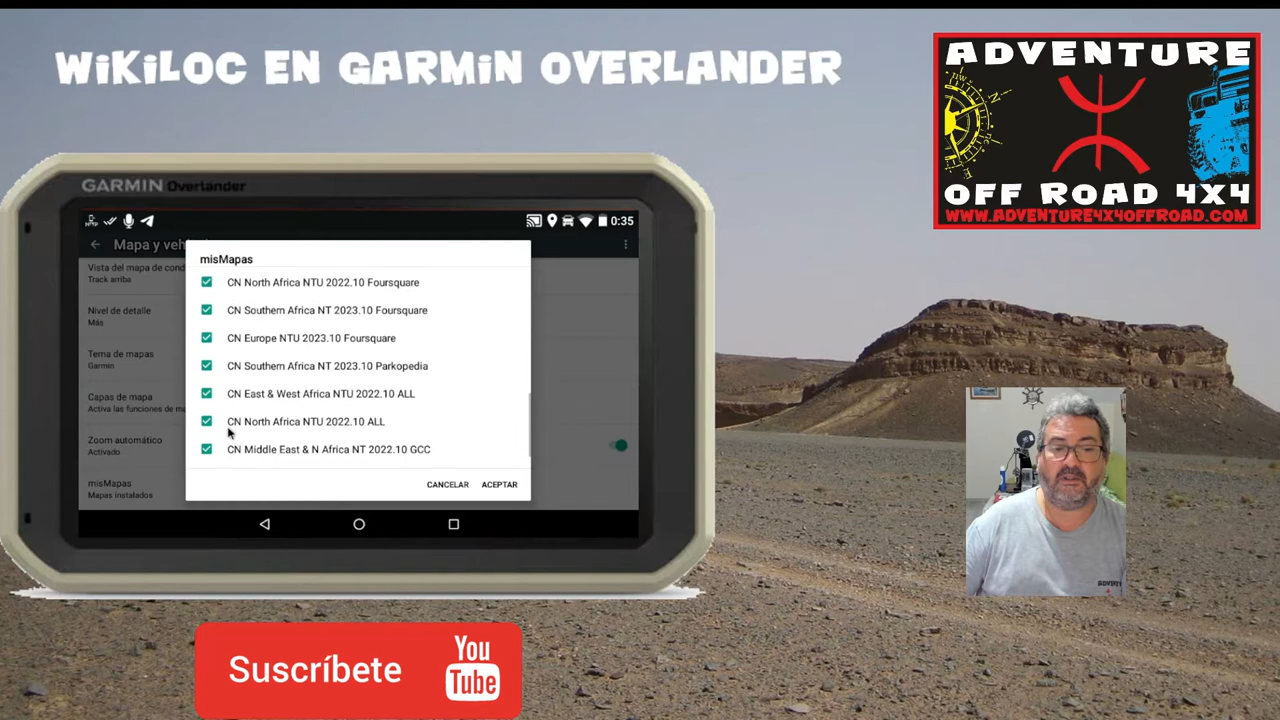 WiKiLOC EN GARMiN OVERLANDER
ADVENTURE
OFF ROAD 4X4
WWW.ADVENTURE4X4OFFROAD.COM
GARMIN Overlander
0:35
Mapa y veh
Vista del mapa de cond
Track arriba
Nivel de detalle
Más
Tema de mapas
Garmin
Capas de mapa
Activa las funciones de ma
Zoom automático
Activado
misMapas
Mapas instalados
misMapas
CN North Africa NTU 2022.10 Foursquare
CN Southern Africa NT 2023.10 Foursquare
CN Europe NTU 2023.10 Foursquare
CN Southern Africa NT 2023.10 Parkopedia
CN East & West Africa NTU 2022.10 ALL
CN North Africa NTU 2022.10 ALL
CN Middle East & N Africa NT 2022.10 GCC
CANCELAR ACEPTAR
Suscríbete
You
Tube